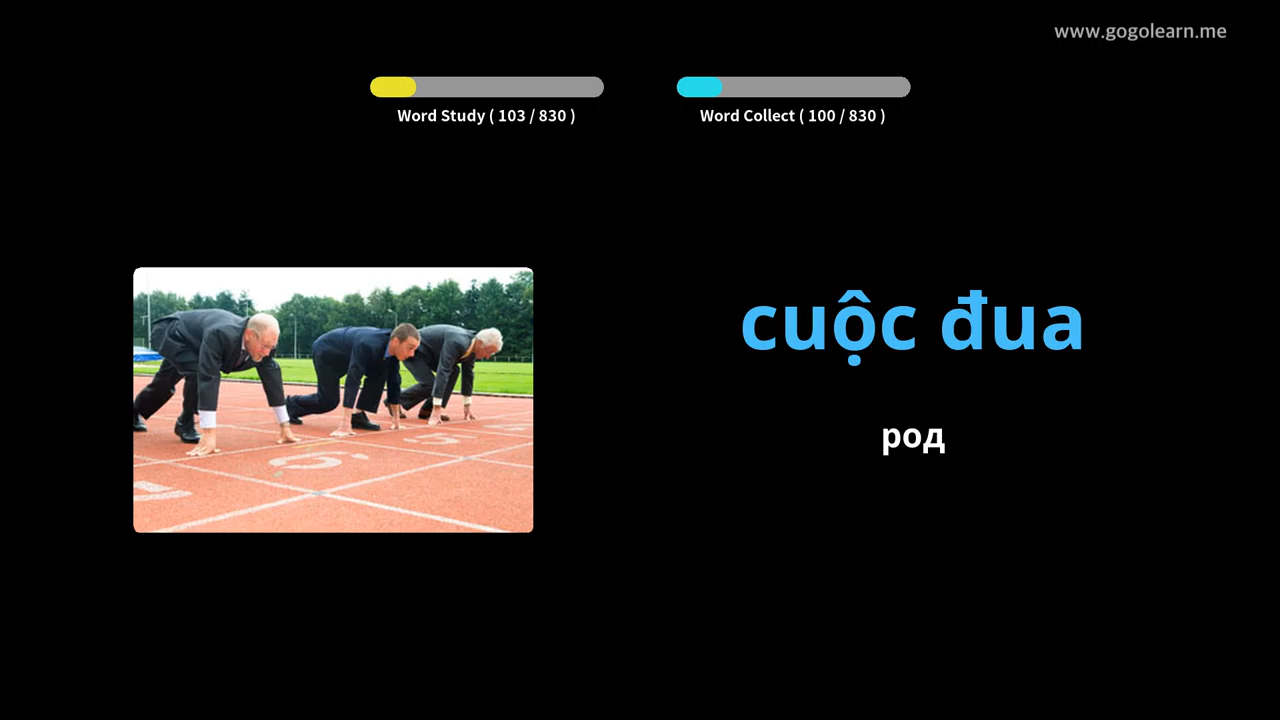 www.gogolearn.me
Word Study ( 103 / 830 )
Word Collect ( 100 / 830 )
cuộc đua
род